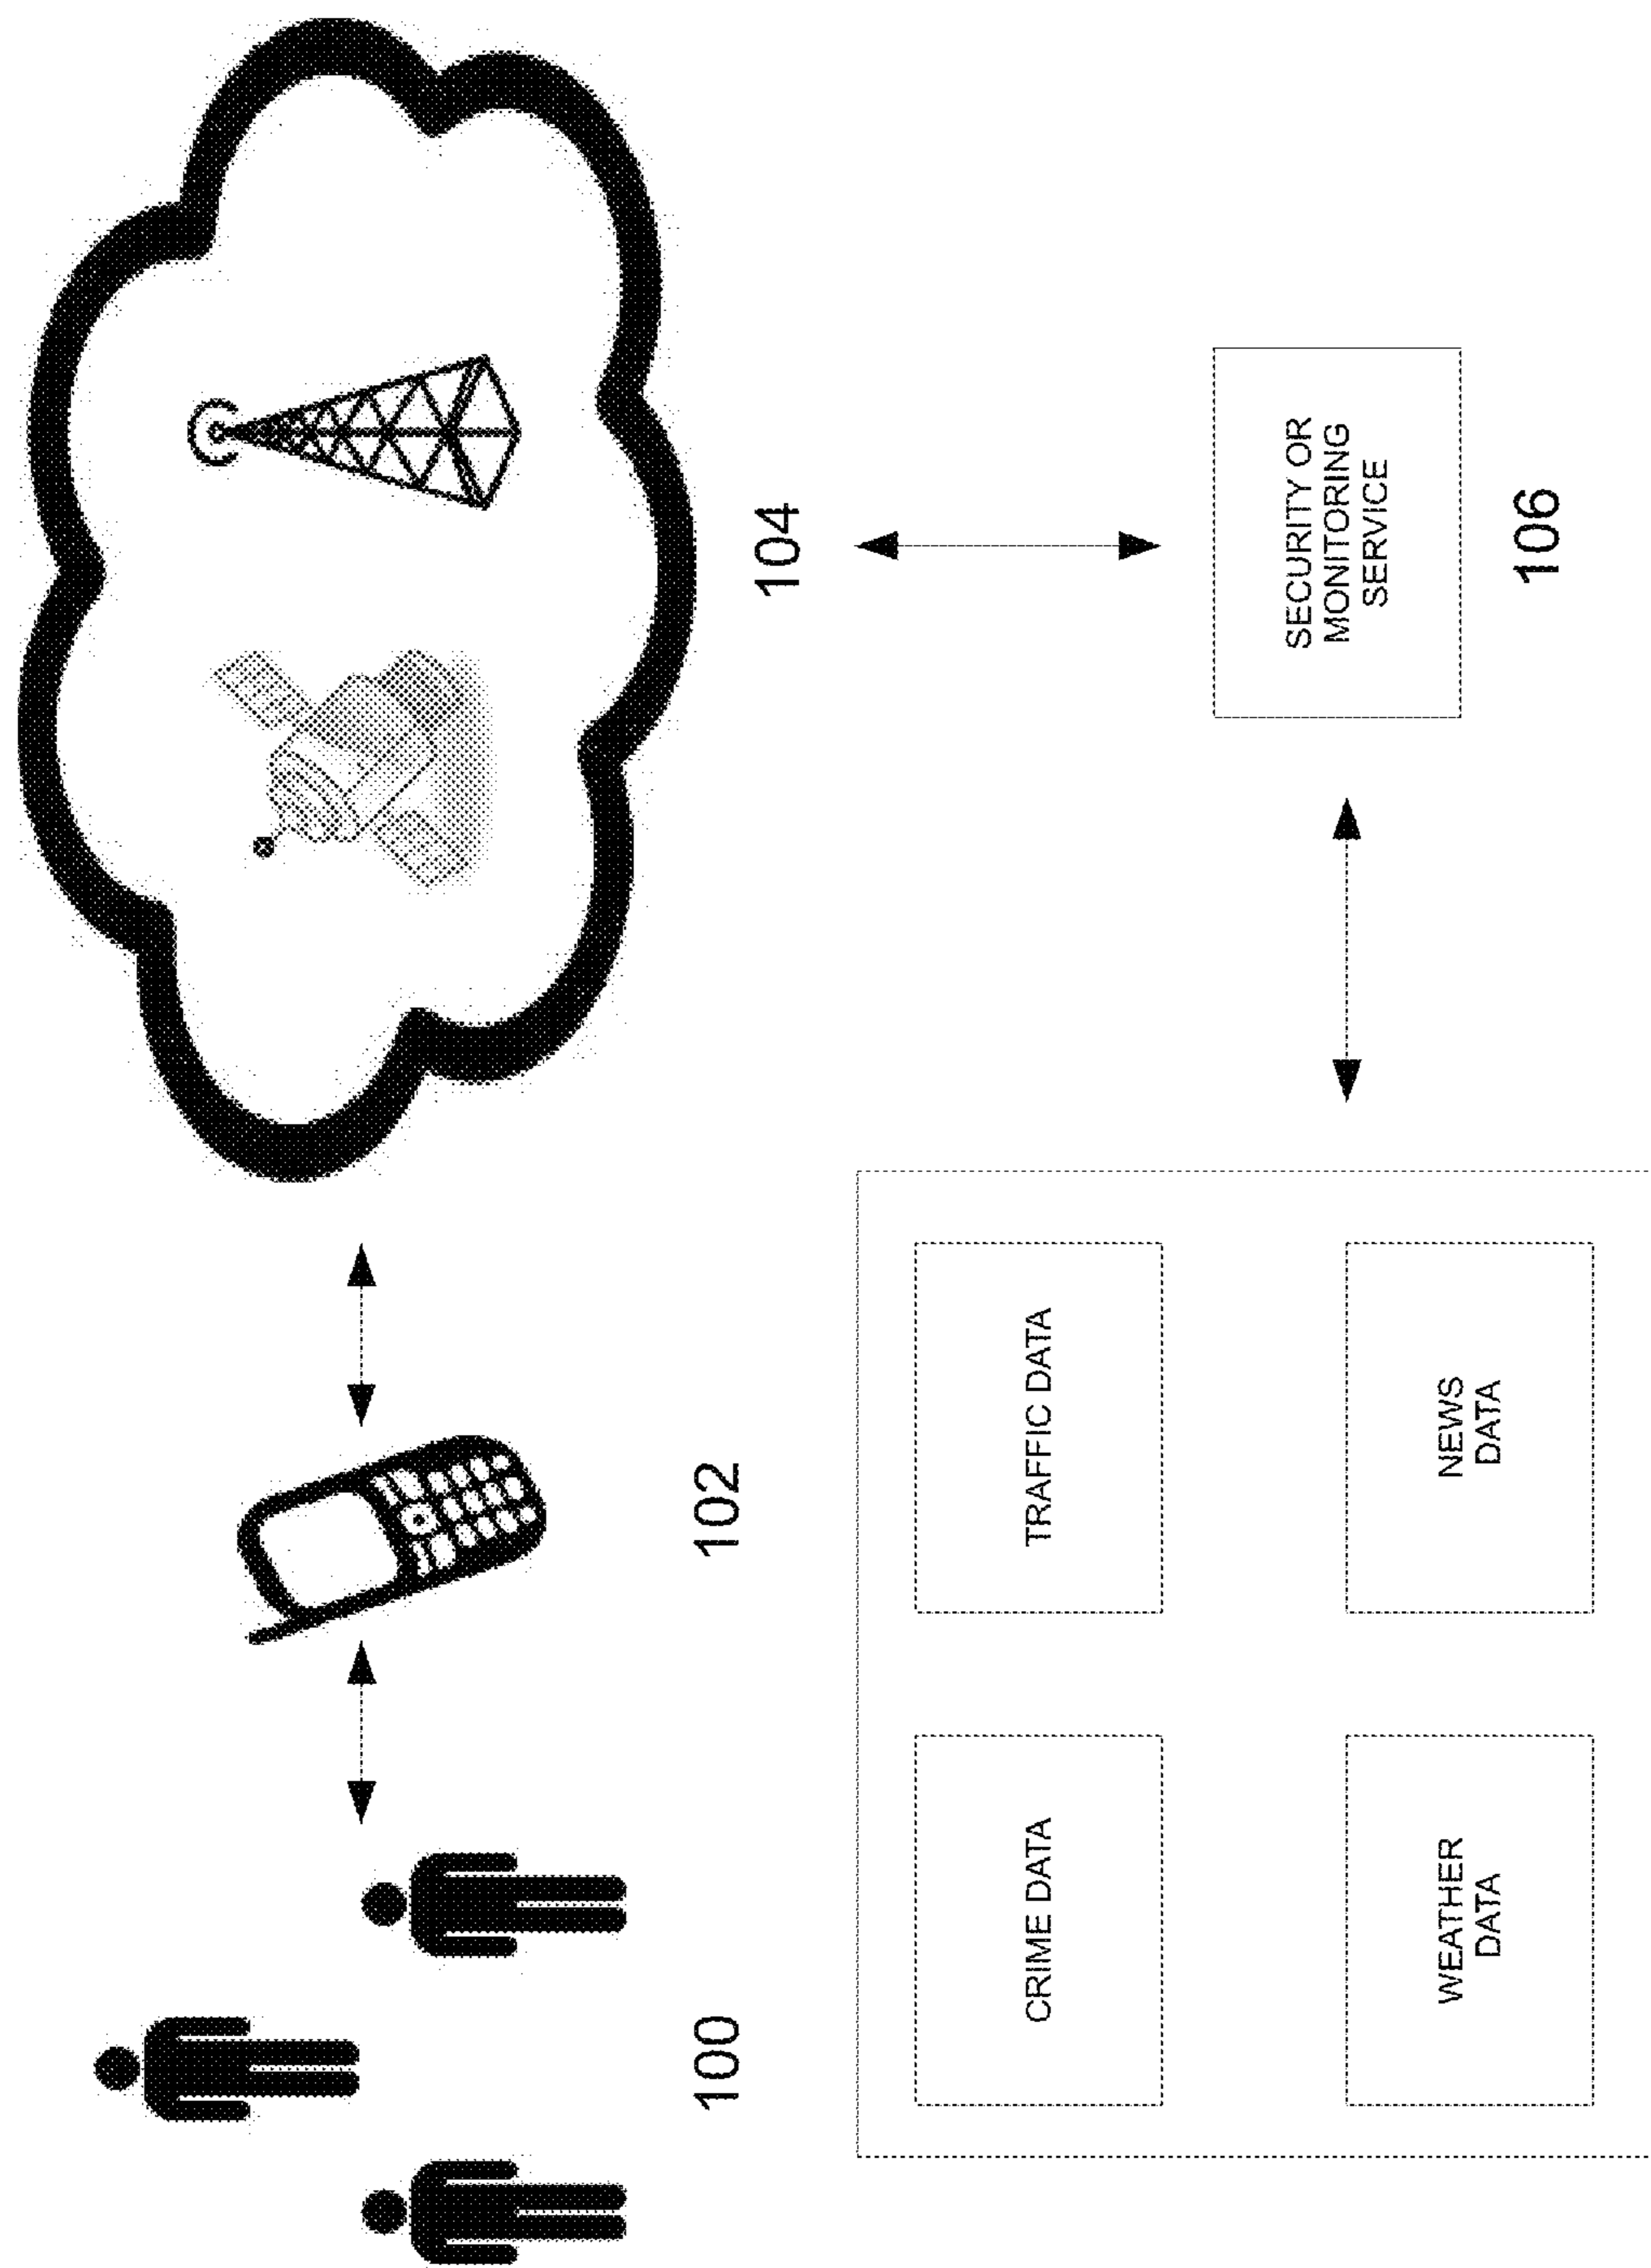 100
102
104
CRIME DATA
TRAFFIC DATA
WEATHER
DATA
NEWS
DATA
SECURITY OR
MONITORING
SERVICE
106